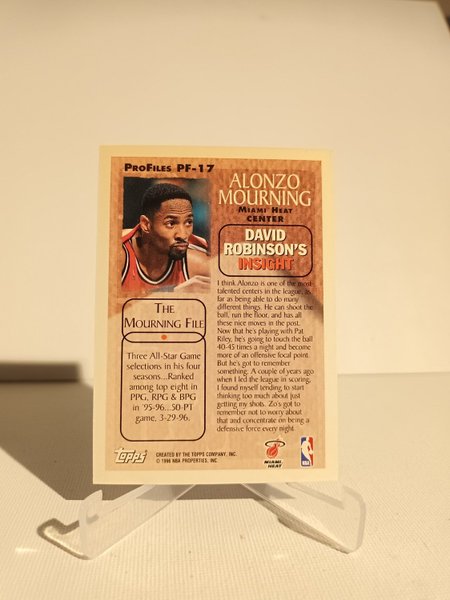 ProFiles PF-17
ALONZO
MOURNING
MIAMI HEAT
CENTER
DAVID
ROBINSON'S
INSIGHT
I think Alonzo is one of the most
talented centers in the league, as
far as being able to do many
different things. He can shoot the
ball, run the floor, and has all
these nice moves in the post.
Now that he's playing with Pat
Riley, he's going to touch the ball
40-45 times a night and become
more of an offensive focal point.
But he's got to remember
something. A couple of years ago
when I led the league in scoring,
I found myself tending to start
thinking too much about just
getting my shots. Zo's got to
remember not to worry about
that and concentrate on being a
defensive force every night
THE
MOURNING FILE
Three All-Star Game
selections in his four
seasons...Ranked
among top eight in
PPG, RPG & BPG
in '95-96...50-PT
game, 3-29-96.
Topps
CREATED BY THE TOPPS COMPANY, INC.
© 1996 NBA PROPERTIES, INC.
MIAMI
HEAT
NBA